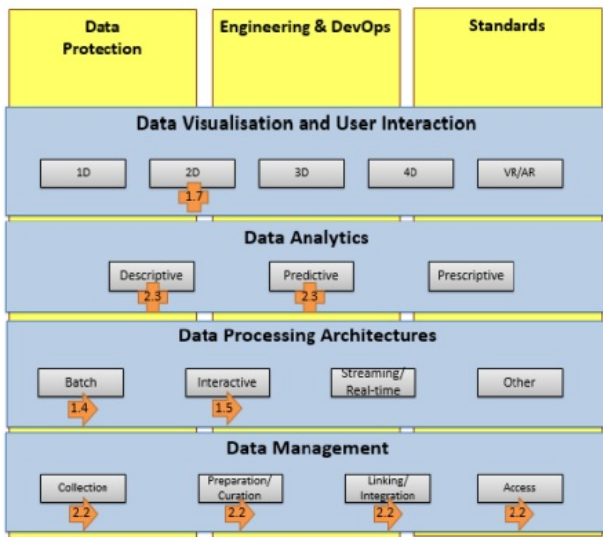 Data
Protection
Engineering & DevOps
Standards
Data Visualisation and User Interaction
1D
2D
3D
4D
VR/AR
1.7
Data Analytics
Descriptive
Predictive
Prescriptive
2.3
2.3
Data Processing Architectures
Batch
Interactive
Streaming/
Real-time
Other
1.4
1.5
Data Management
Collection
Preparation/
Curation
Linking/
Integration
Access
2.2
2.2
2.2
2.2